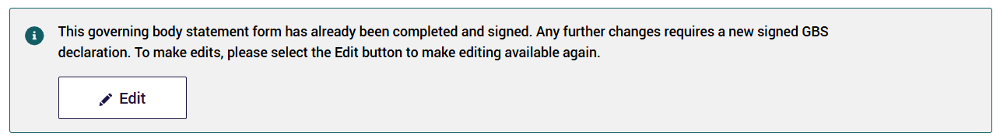 This governing body statement form has already been completed and signed. Any further changes requires a new signed GBS
declaration. To make edits, please select the Edit button to make editing available again.
Edit